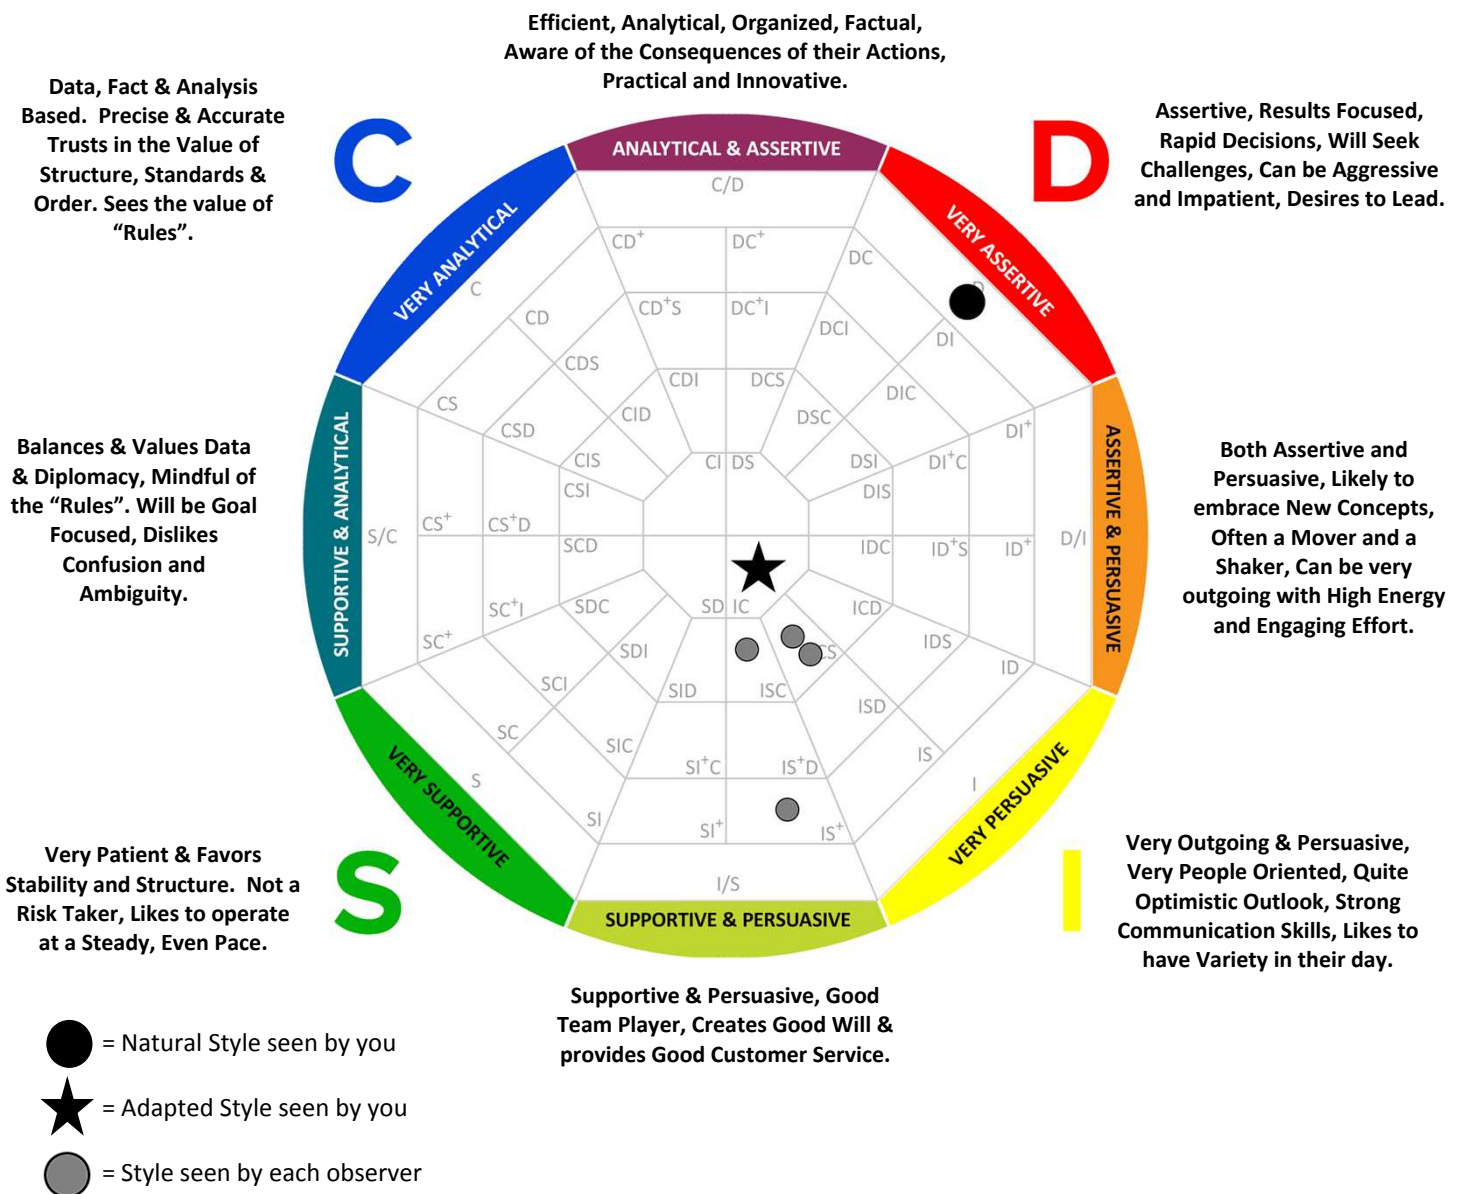 Efficient, Analytical, Organized, Factual,
Aware of the Consequences of their Actions,
Practical and Innovative.
Data, Fact & Analysis
Based.  Precise & Accurate
Trusts in the Value of
Structure, Standards &
Order. Sees the value of
“Rules”.
C
D
Assertive, Results Focused,
Rapid Decisions, Will Seek
Challenges, Can be Aggressive
and Impatient, Desires to Lead.
ANALYTICAL & ASSERTIVE
VERY ANALYTICAL
VERY ASSERTIVE
C/D
CD+
DC+
DC
C
D
CD
CD+S
DC+I
DCI
DI
CDS
CDI
DCS
DIC
CS
CID
DSC
DI+
CSD
CIS
CI
DS
DSI
DI+C
CSI
DIS
Balances & Values Data
& Diplomacy, Mindful of
the “Rules”. Will be Goal
Focused, Dislikes
Confusion and
Ambiguity.
SUPPORTIVE & ANALYTICAL
ASSERTIVE & PERSUASIVE
Both Assertive and
Persuasive, Likely to
embrace New Concepts,
Often a Mover and a
Shaker, Can be very
outgoing with High Energy
and Engaging Effort.
S/C
CS+
CS+D
SCD
IDC
ID+S
ID+
D/I
SC+I
SDC
SD
IC
ICD
SC+
SDI
CS
IDS
SCI
SID
ISC
ISD
ID
SC
SIC
SI+C
IS+D
IS
S
I
SI
SI+
IS+
I/S
VERY SUPPORTIVE
VERY PERSUASIVE
SUPPORTIVE & PERSUASIVE
Very Patient & Favors
Stability and Structure.  Not a
Risk Taker, Likes to operate
at a Steady, Even Pace.
S
I
Very Outgoing & Persuasive,
Very People Oriented, Quite
Optimistic Outlook, Strong
Communication Skills, Likes to
have Variety in their day.
Supportive & Persuasive, Good
Team Player, Creates Good Will &
provides Good Customer Service.
= Natural Style seen by you
= Adapted Style seen by you
= Style seen by each observer